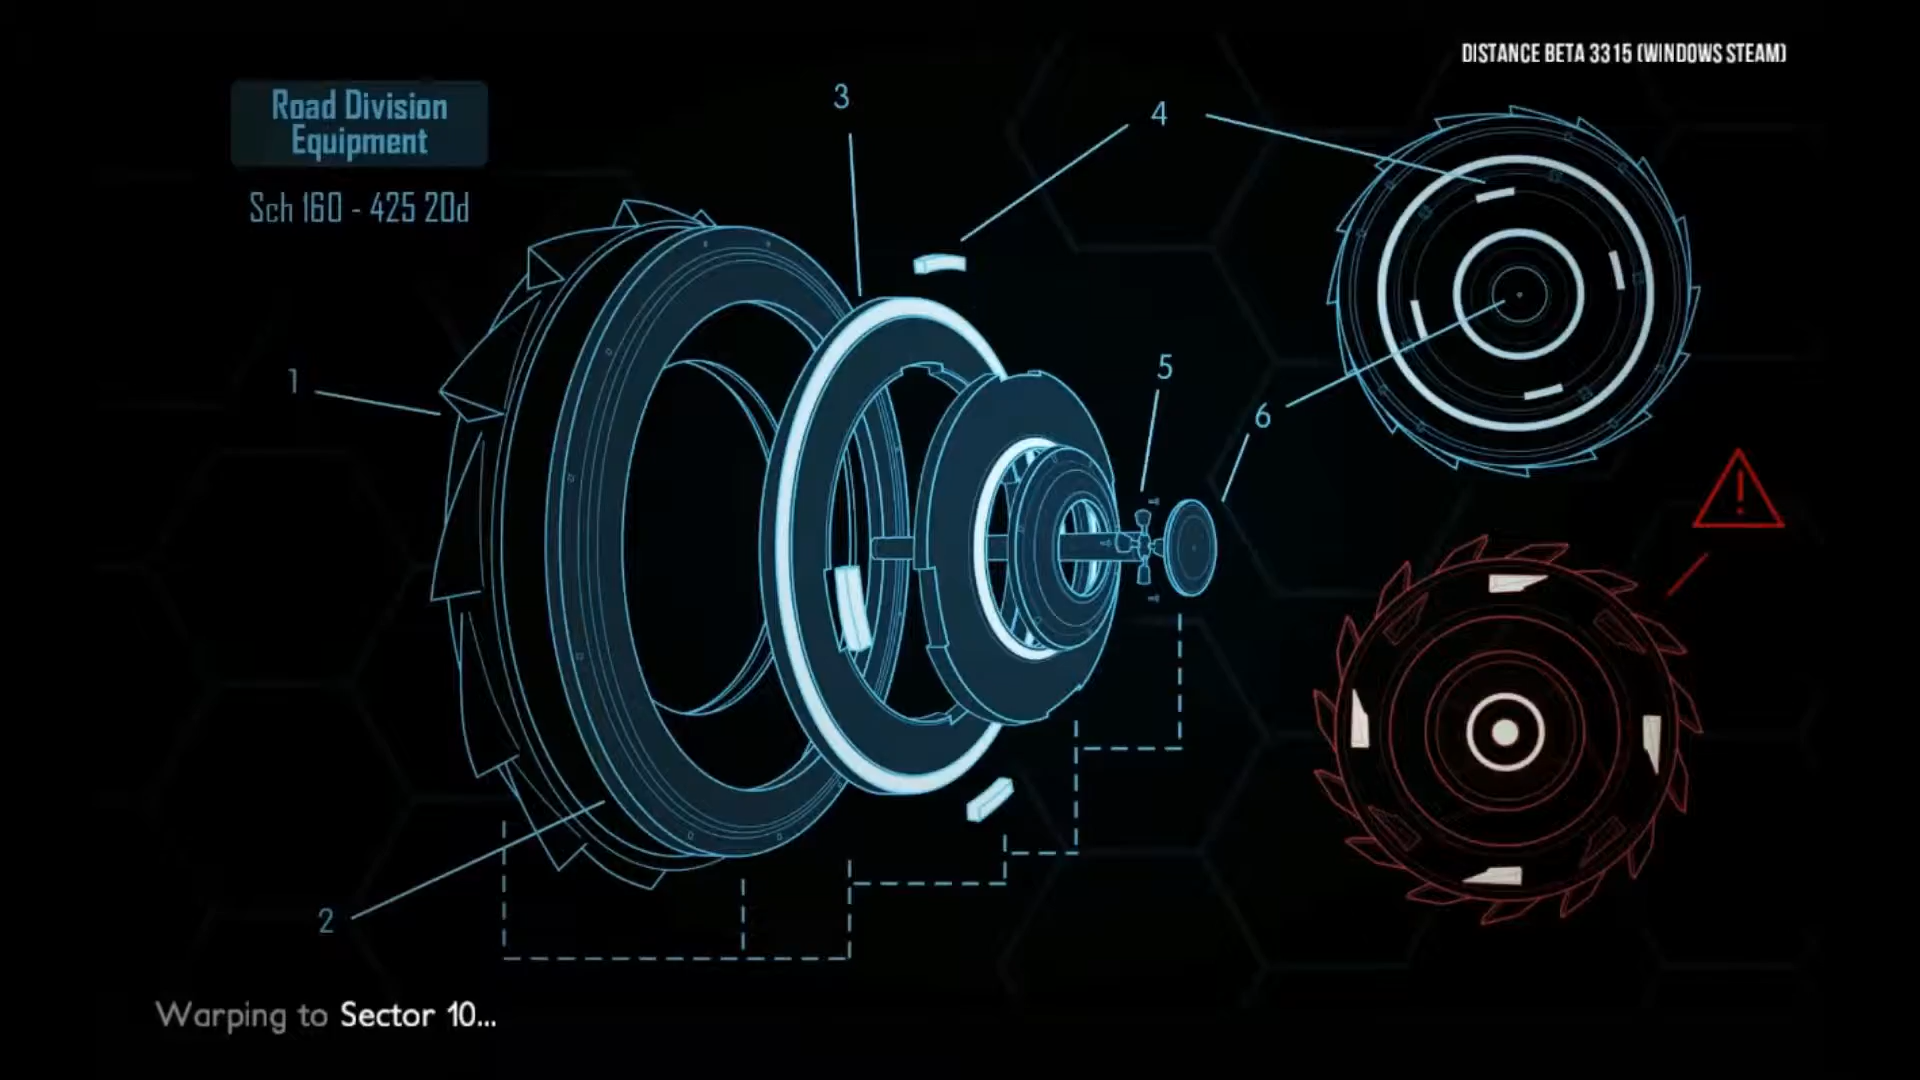 DISTANCE BETA 3315 (WINDOWS STEAM)
Road Division
Equipment
Sch 160 - 425 20d
3
4
5
1
6
!
2
Warping to Sector 10...